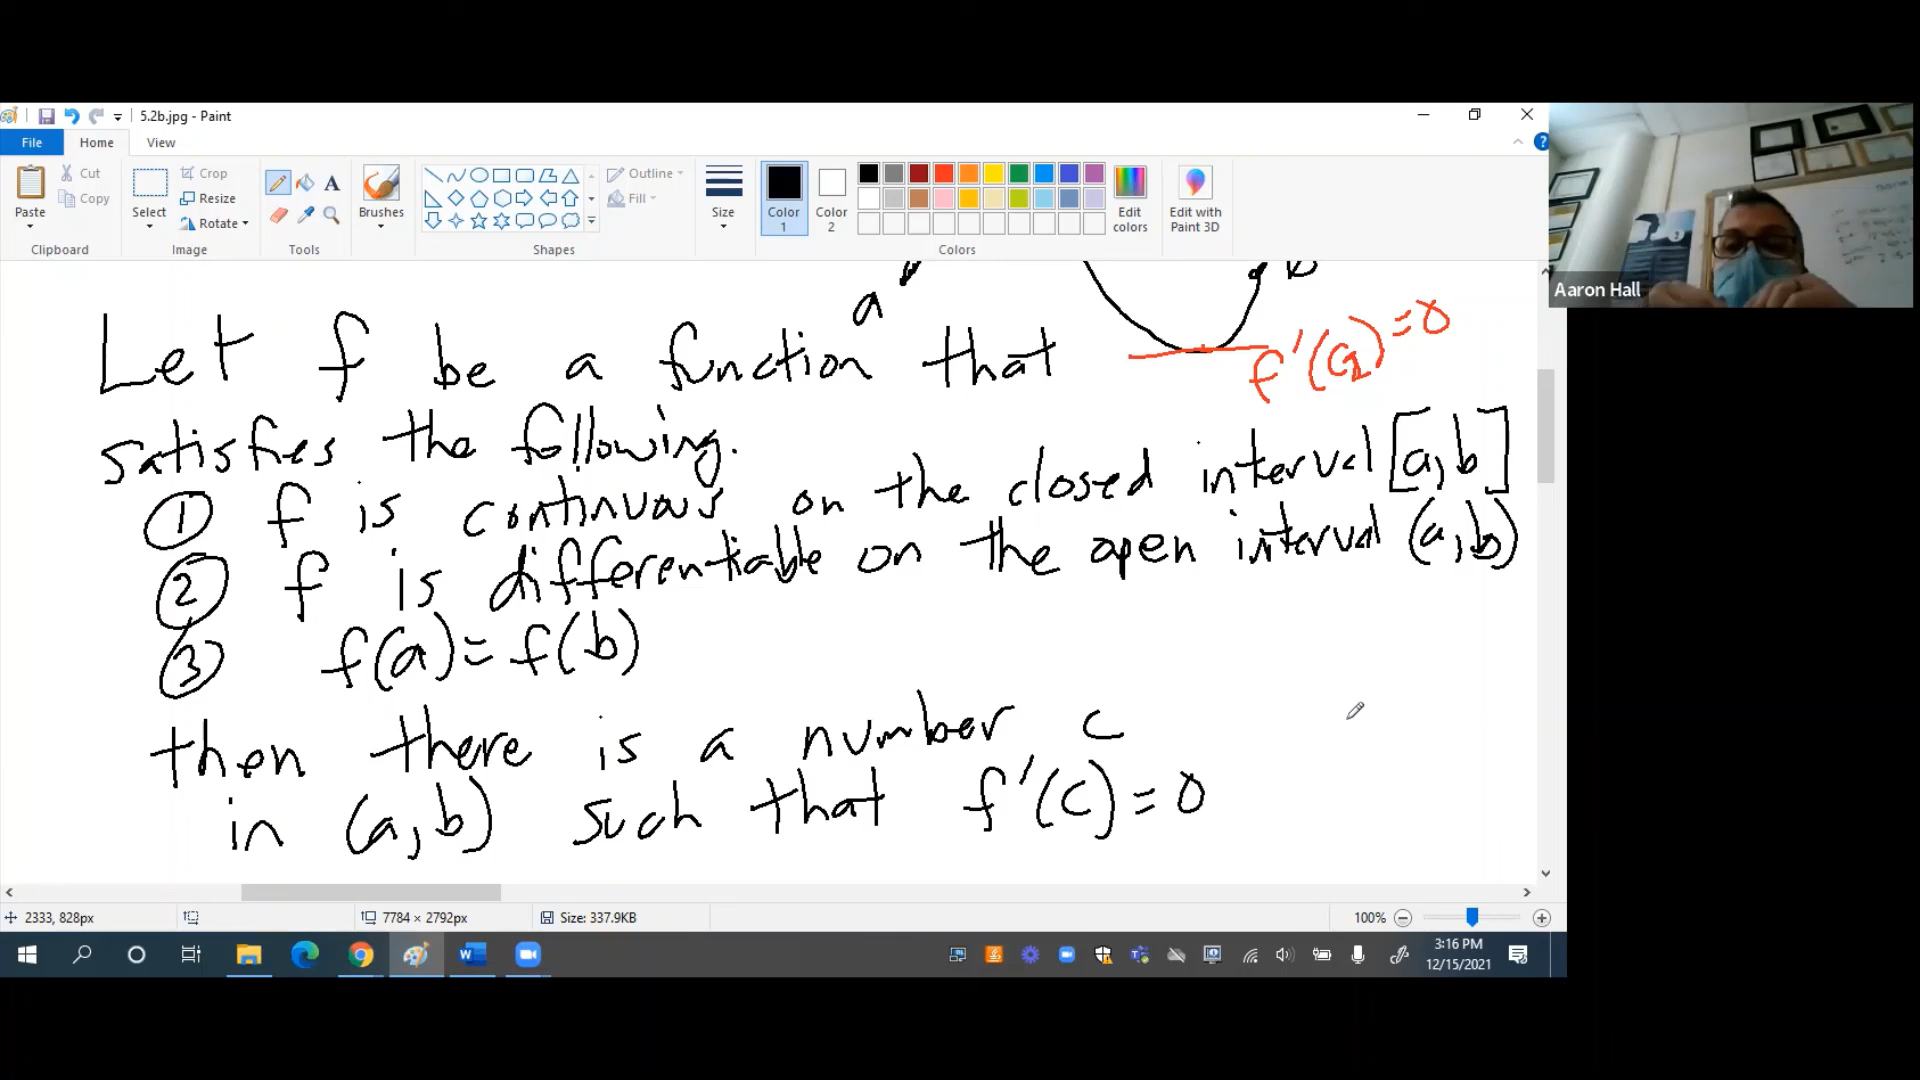 5.2b.jpg - Paint
File Home View
Paste
Cut
Copy
Clipboard
Select
Crop
Resize
Rotate
Image
Tools
Brushes
Outline
Fill
Shapes
Size
Color 1
Color 2
Colors
Edit colors
Edit with Paint 3D
Aaron Hall
a
b
f'(c2)=0
Let f be a function that
satisfies the following.
① f is continuous on the closed interval [a,b]
② f is differentiable on the open interval (a,b)
③ f(a)=f(b)
then there is a number c
in (a,b) such that f'(c)=0
2333, 828px
7784 × 2792px
Size: 337.9KB
100%
3:16 PM
12/15/2021